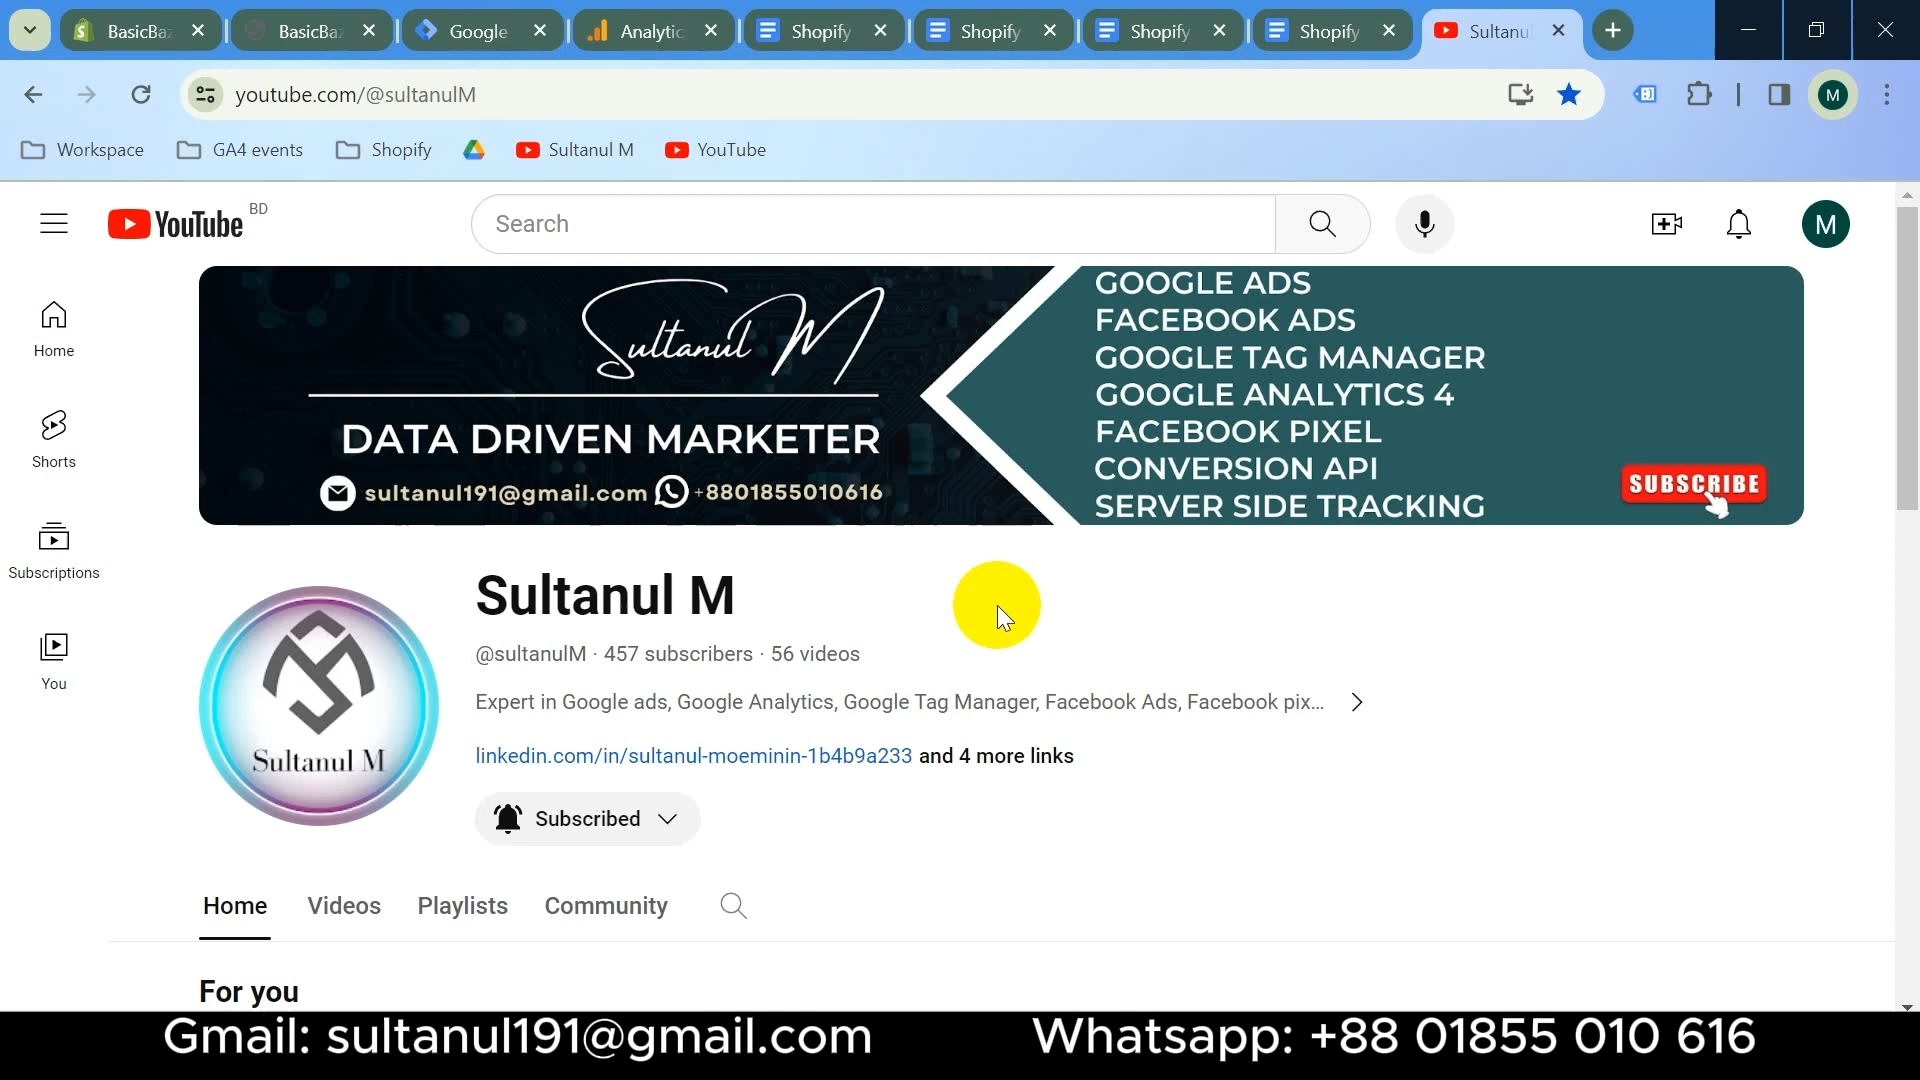 BasicBaz
BasicBaz
Google
Analytic
Shopify
Shopify
Shopify
Shopify
Sultanul
youtube.com/@sultanulM
M
Workspace
GA4 events
Shopify
Sultanul M
YouTube
YouTube BD
Search
M
Home
Shorts
Subscriptions
You
Sultanul M
DATA DRIVEN MARKETER
sultanul191@gmail.com +8801855010616
GOOGLE ADS
FACEBOOK ADS
GOOGLE TAG MANAGER
GOOGLE ANALYTICS 4
FACEBOOK PIXEL
CONVERSION API
SERVER SIDE TRACKING
SUBSCRIBE
Sultanul M
Sultanul M
@sultanulM · 457 subscribers · 56 videos
Expert in Google ads, Google Analytics, Google Tag Manager, Facebook Ads, Facebook pix...
linkedin.com/in/sultanul-moeminin-1b4b9a233 and 4 more links
Subscribed
Home Videos Playlists Community
For you
Gmail: sultanul191@gmail.com Whatsapp: +88 01855 010 616